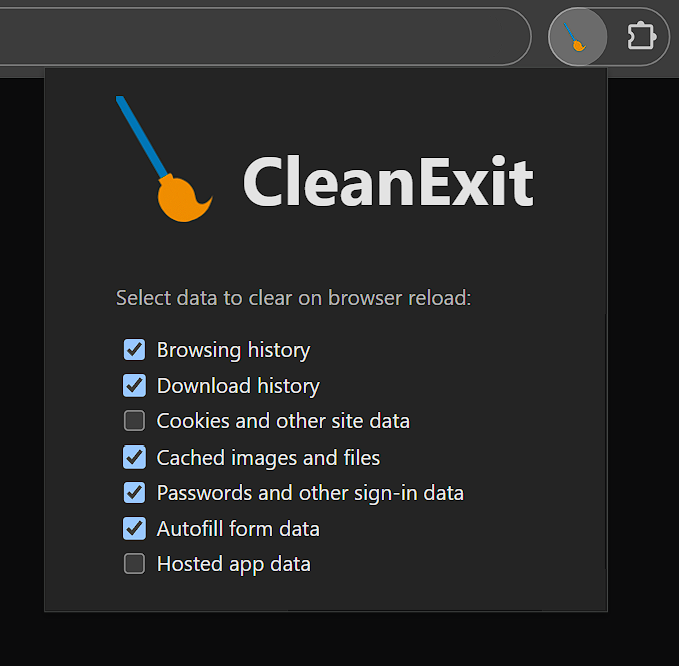 CleanExit
Select data to clear on browser reload:
Browsing history
Download history
Cookies and other site data
Cached images and files
Passwords and other sign-in data
Autofill form data
Hosted app data